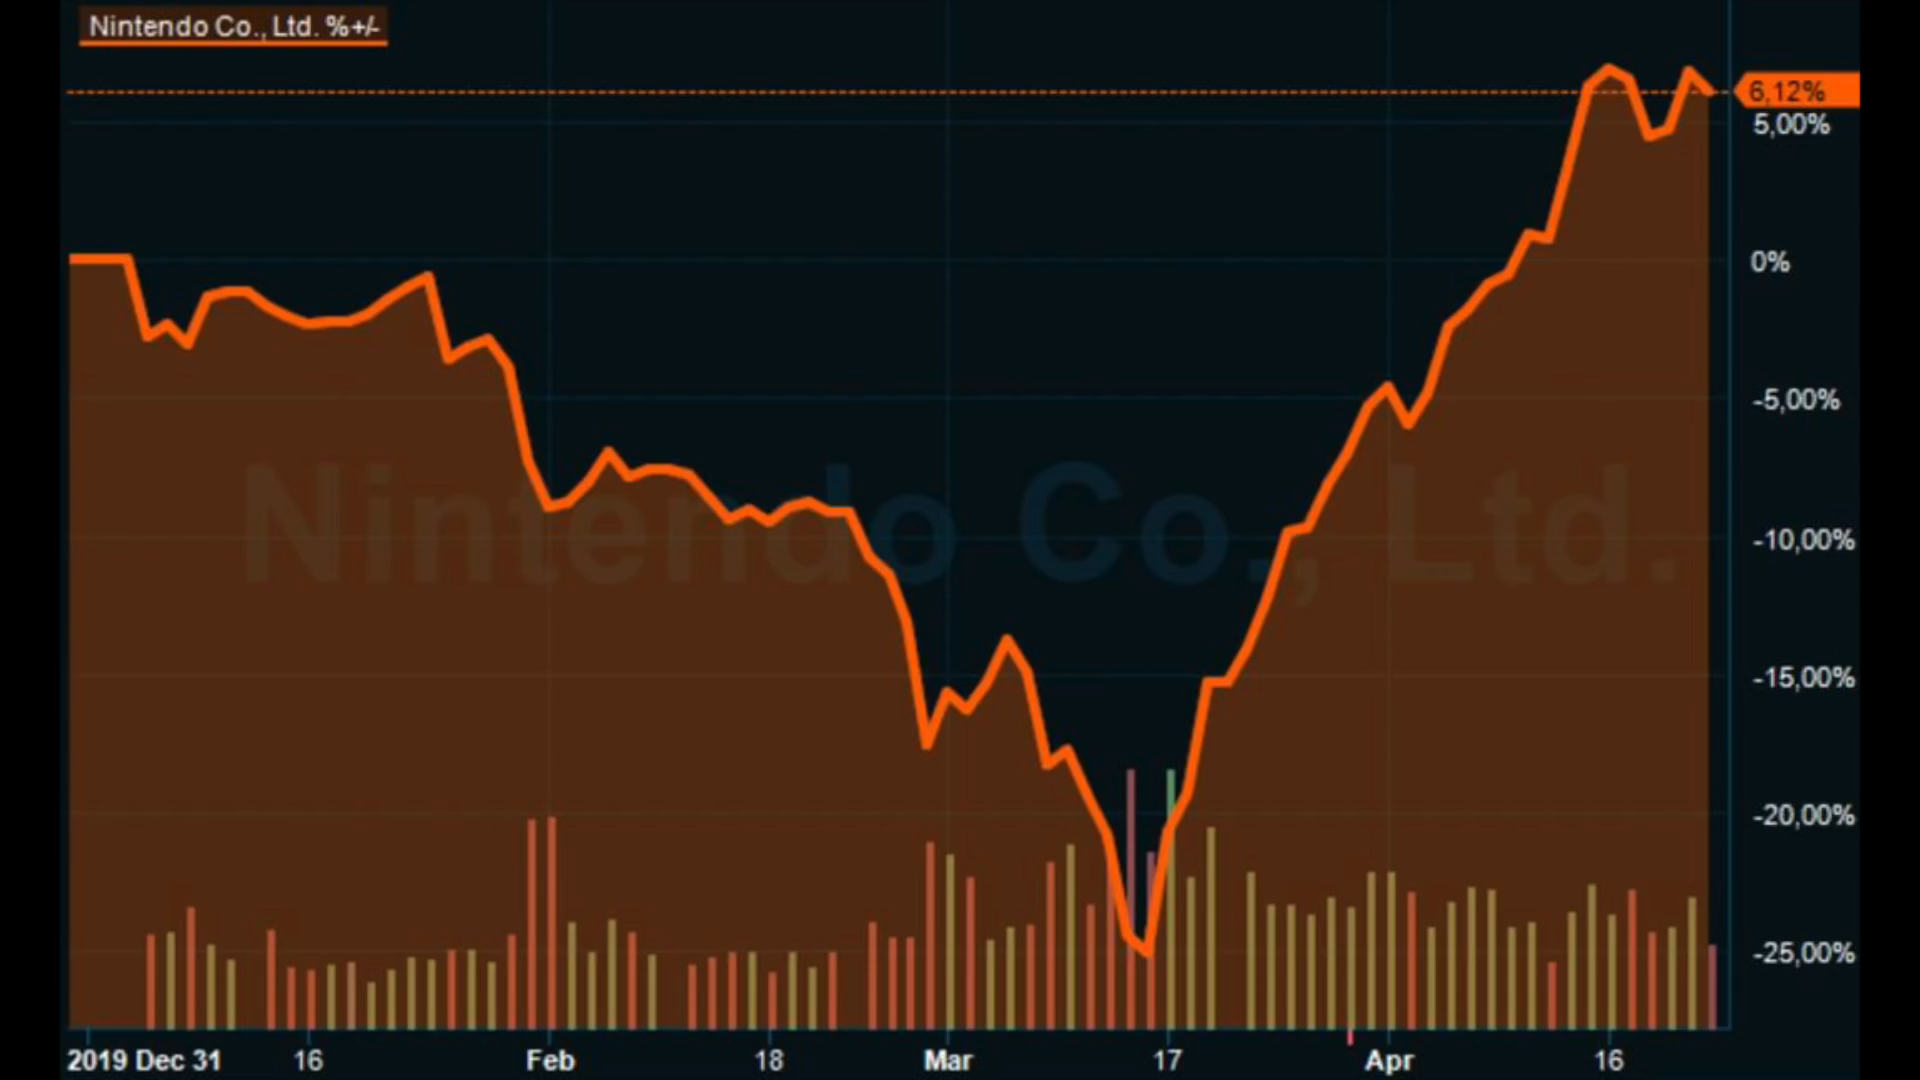 Nintendo Co., Ltd. %+/-
6,12%
5,00%
0%
-5,00%
Nintendo Co., Ltd.
-10,00%
-15,00%
-20,00%
-25,00%
2019 Dec 31 16 Feb 18 Mar 17 Apr 16